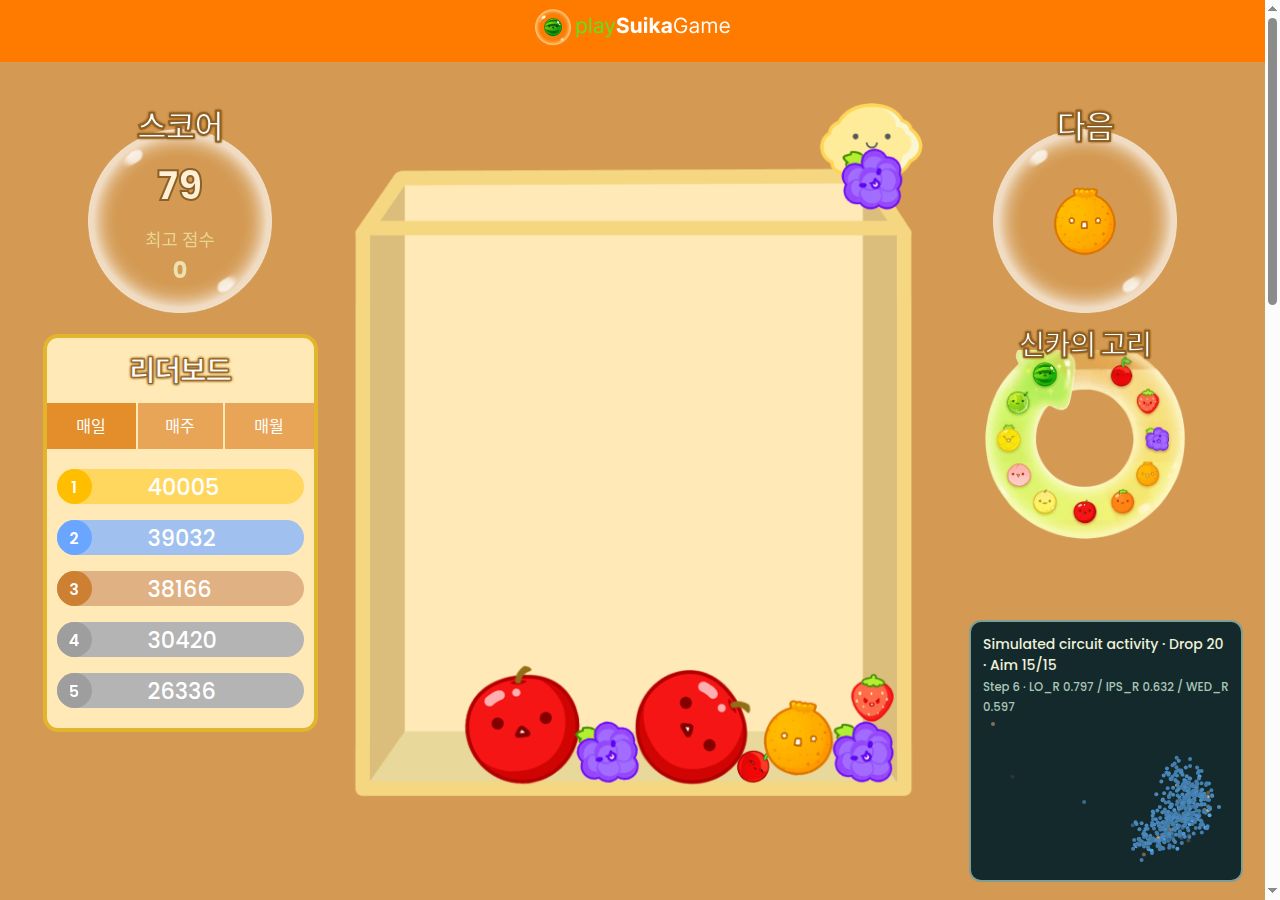 playSuikaGame
스코어
79
최고 점수
0
다음
리더보드
매일 매주 매월
1 40005
2 39032
3 38166
4 30420
5 26336
신카의 고리
Simulated circuit activity · Drop 20
· Aim 15/15
Step 6 · LO_R 0.797 / IPS_R 0.632 / WED_R
0.597